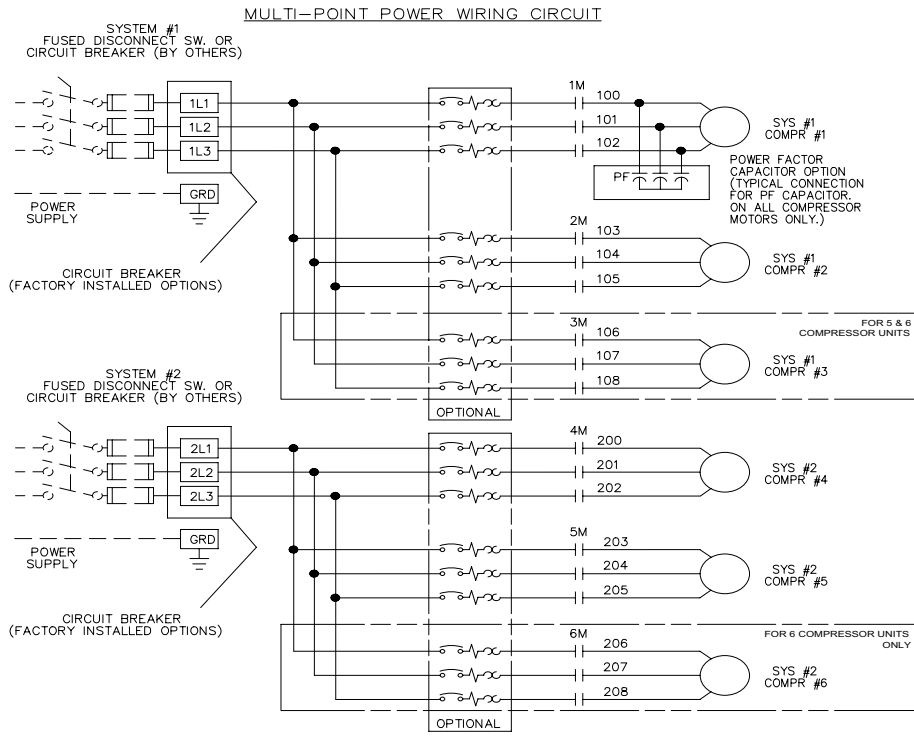 MULTI-POINT POWER WIRING CIRCUIT
SYSTEM #1
FUSED DISCONNECT SW. OR
CIRCUIT BREAKER (BY OTHERS)
1L1
1L2
1L3
GRD
POWER
SUPPLY
CIRCUIT BREAKER
(FACTORY INSTALLED OPTIONS)
1M
100
101
102
SYS #1
COMPR #1
PF
POWER FACTOR
CAPACITOR OPTION
(TYPICAL CONNECTION
FOR PF CAPACITOR.
ON ALL COMPRESSOR
MOTORS ONLY.)
2M
103
104
105
SYS #1
COMPR #2
FOR 5 & 6
COMPRESSOR UNITS
3M
106
107
108
SYS #1
COMPR #3
OPTIONAL
SYSTEM #2
FUSED DISCONNECT SW. OR
CIRCUIT BREAKER (BY OTHERS)
2L1
2L2
2L3
GRD
POWER
SUPPLY
CIRCUIT BREAKER
(FACTORY INSTALLED OPTIONS)
4M
200
201
202
SYS #2
COMPR #4
5M
203
204
205
SYS #2
COMPR #5
FOR 6 COMPRESSOR UNITS
ONLY
6M
206
207
208
SYS #2
COMPR #6
OPTIONAL